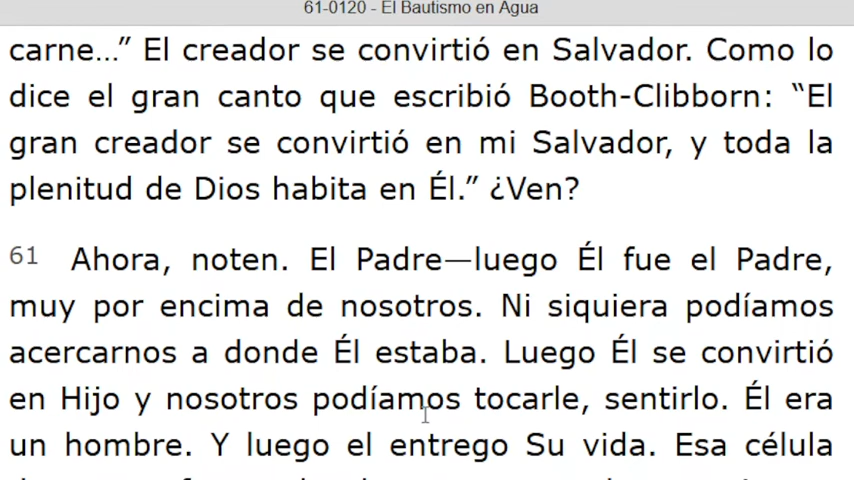 61-0120 - El Bautismo en Agua
carne...” El creador se convirtió en Salvador. Como lo
dice el gran canto que escribió Booth-Clibborn: “El
gran creador se convirtió en mi Salvador, y toda la
plenitud de Dios habita en Él.” ¿Ven?
61 Ahora, noten. El Padre—luego Él fue el Padre,
muy por encima de nosotros. Ni siquiera podíamos
acercarnos a donde Él estaba. Luego Él se convirtió
en Hijo y nosotros podíamos tocarle, sentirlo. Él era
un hombre. Y luego el entrego Su vida. Esa célula